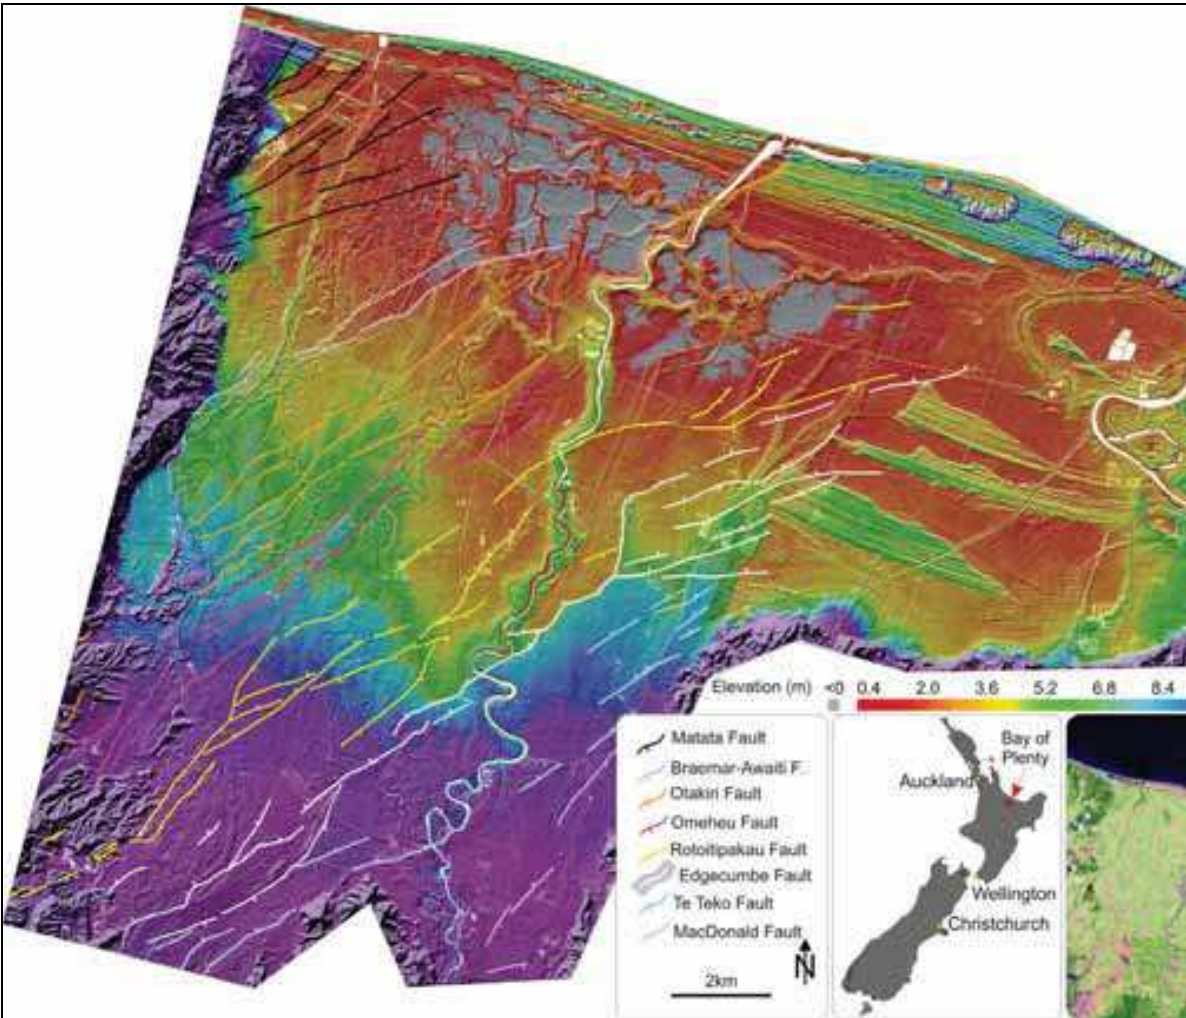 Elevation (m) <0 0.4 2.0 3.6 5.2 6.8 8.4
Matata Fault
Braemar-Awaiti F.
Otakiri Fault
Omeheu Fault
Rotoitipakau Fault
Edgecumbe Fault
Te Teko Fault
MacDonald Fault
2km
N
Bay of
Plenty
Auckland
Wellington
Christchurch